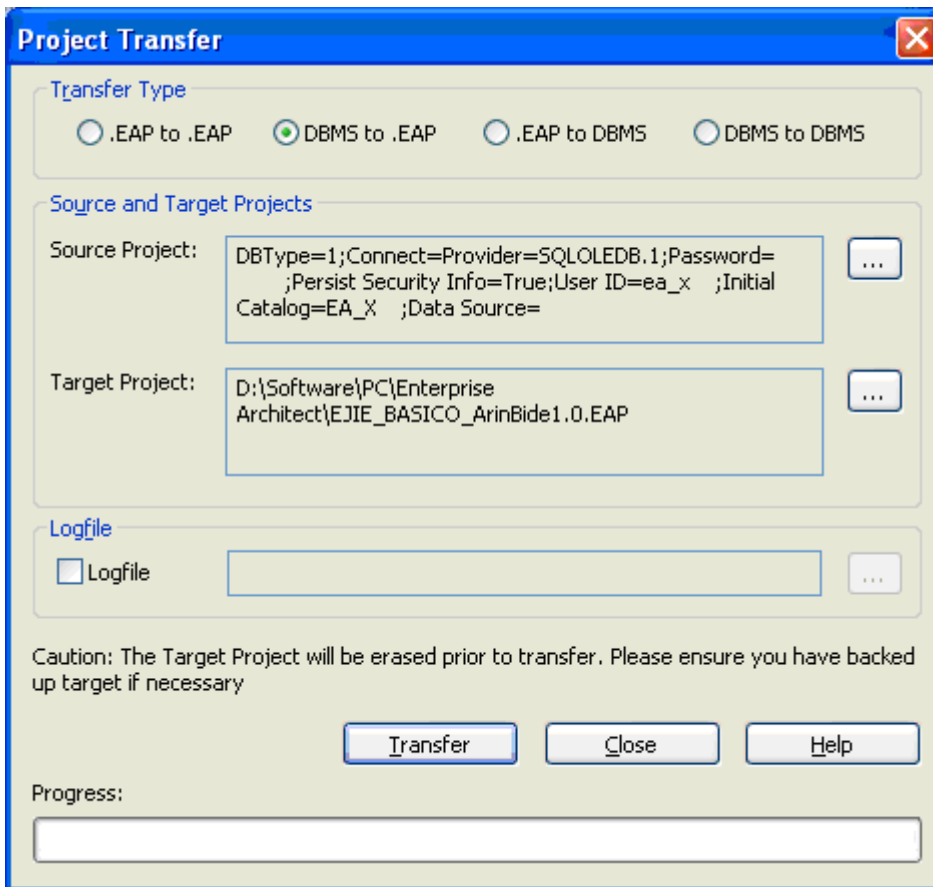 Project Transfer
Transfer Type
.EAP to .EAP
DBMS to .EAP
.EAP to DBMS
DBMS to DBMS
Source and Target Projects
Source Project:
DBType=1;Connect=Provider=SQLOLEDB.1;Password=
;Persist Security Info=True;User ID=ea_x ;Initial
Catalog=EA_X ;Data Source=
...
Target Project:
D:\Software\PC\Enterprise
Architect\EJIE_BASICO_ArinBide1.0.EAP
...
Logfile
Logfile
...
Caution: The Target Project will be erased prior to transfer. Please ensure you have backed
up target if necessary
Transfer
Close
Help
Progress: